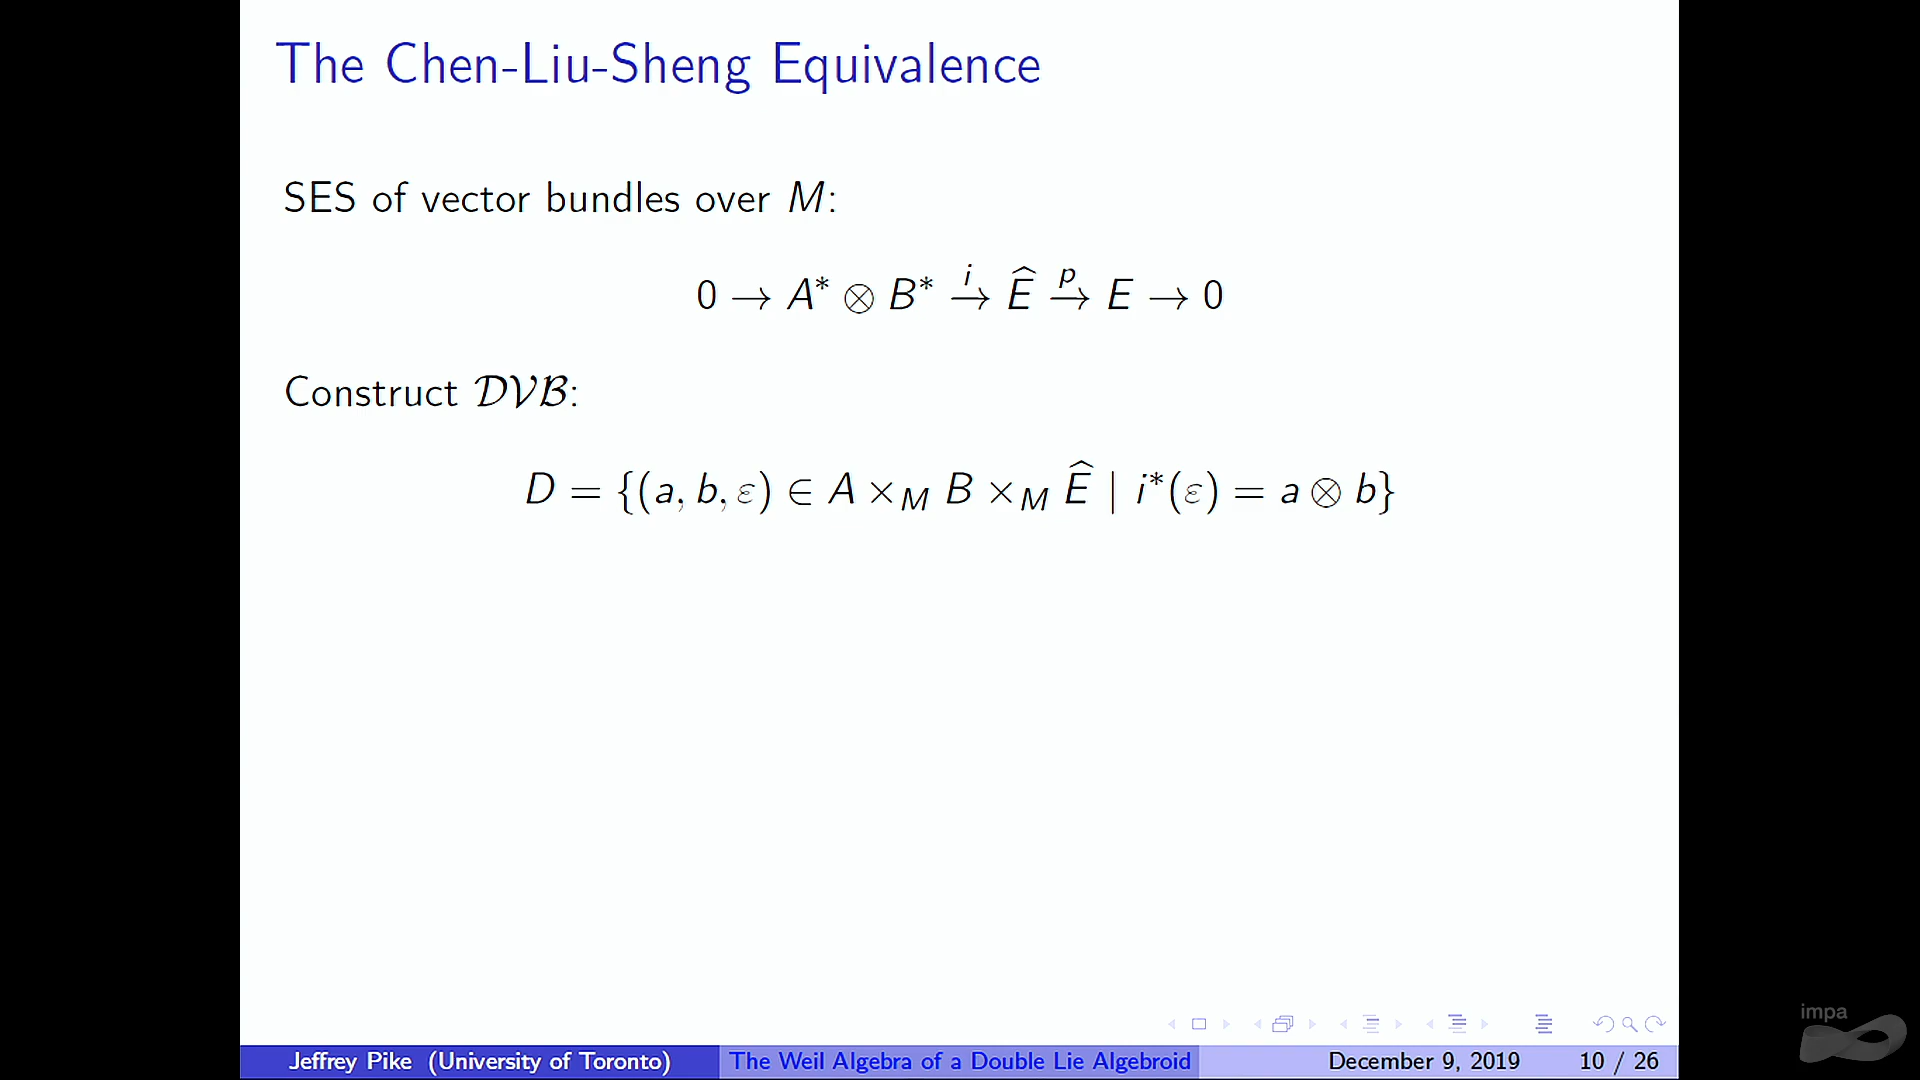 The Chen-Liu-Sheng Equivalence
SES of vector bundles over M:
0 → A* ⊗ B* →^i Ê →^p E → 0
Construct 𝒟𝒱ℬ:
D = {(a, b, ε) ∈ A ×_M B ×_M Ê | i*(ε) = a ⊗ b}
impa
Jeffrey Pike (University of Toronto) The Weil Algebra of a Double Lie Algebroid December 9, 2019 10 / 26